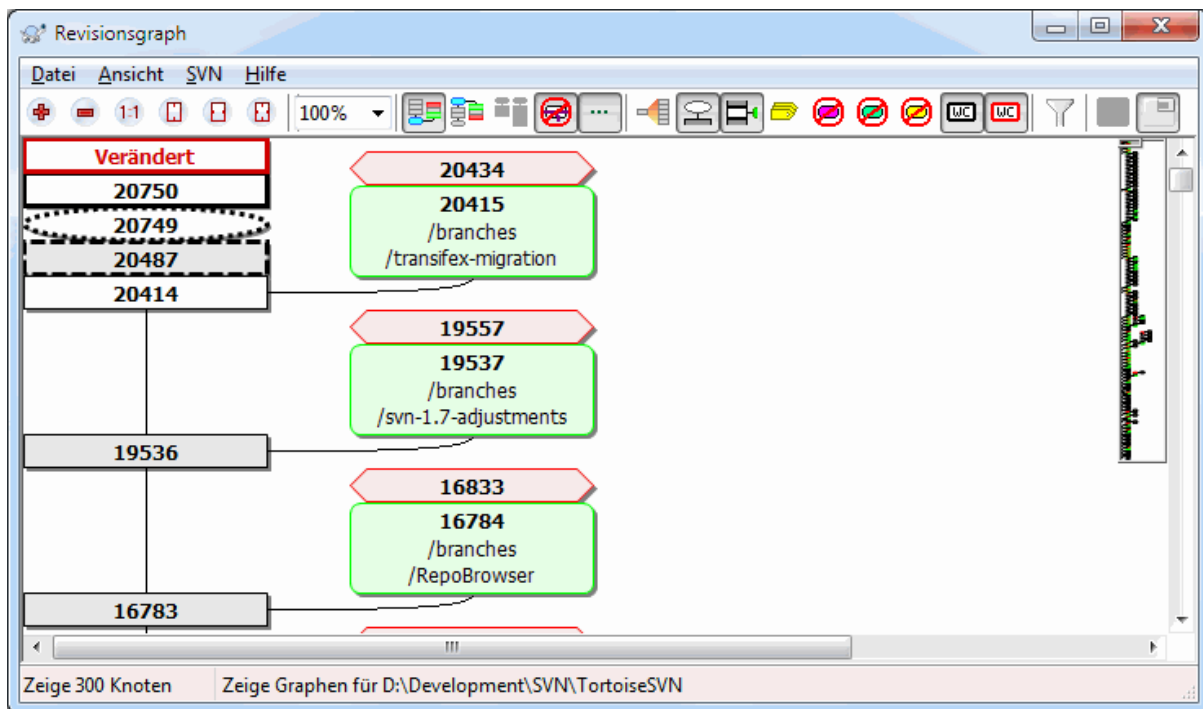 Revisionsgraph
Datei Ansicht SVN Hilfe
1:1 100% WC WC
Verändert
20750
20749
20487
20414
20434
20415
/branches
/transifex-migration
19557
19537
/branches
/svn-1.7-adjustments
19536
16833
16784
/branches
/RepoBrowser
16783
Zeige 300 Knoten Zeige Graphen für D:\Development\SVN\TortoiseSVN